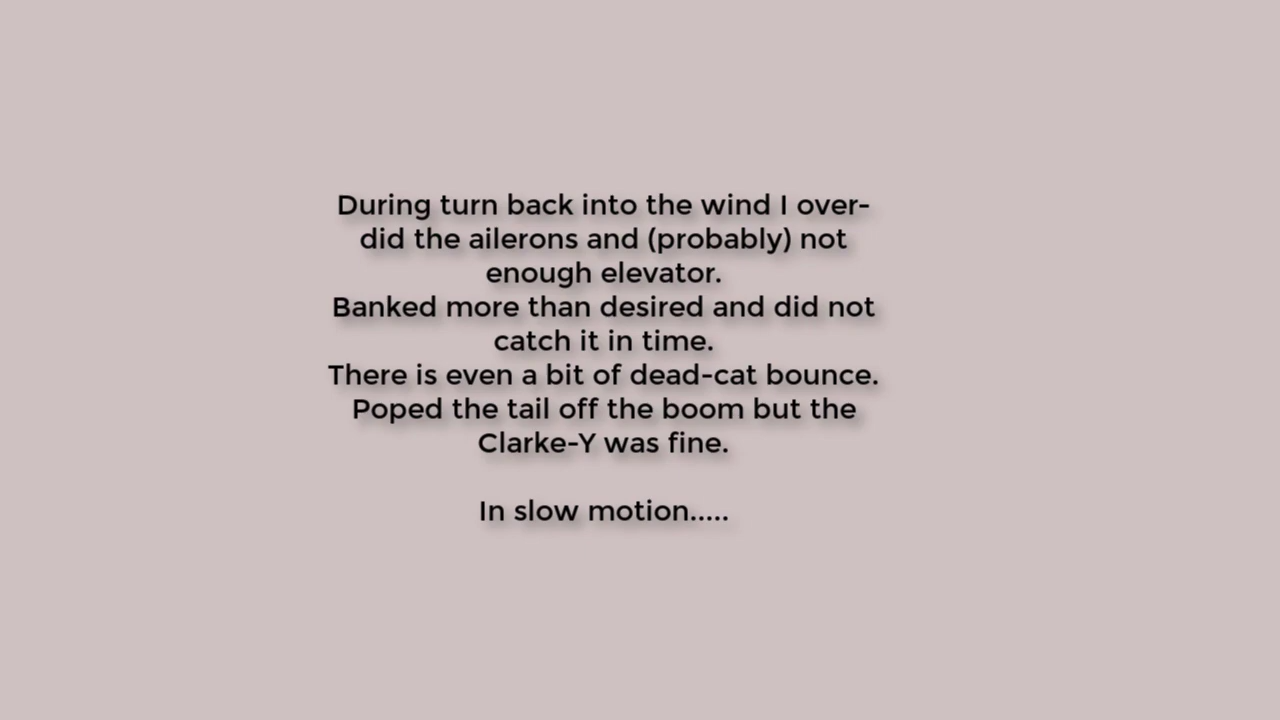 During turn back into the wind I over-
did the ailerons and (probably) not
enough elevator.
Banked more than desired and did not
catch it in time.
There is even a bit of dead-cat bounce.
Poped the tail off the boom but the
Clarke-Y was fine.
In slow motion.....